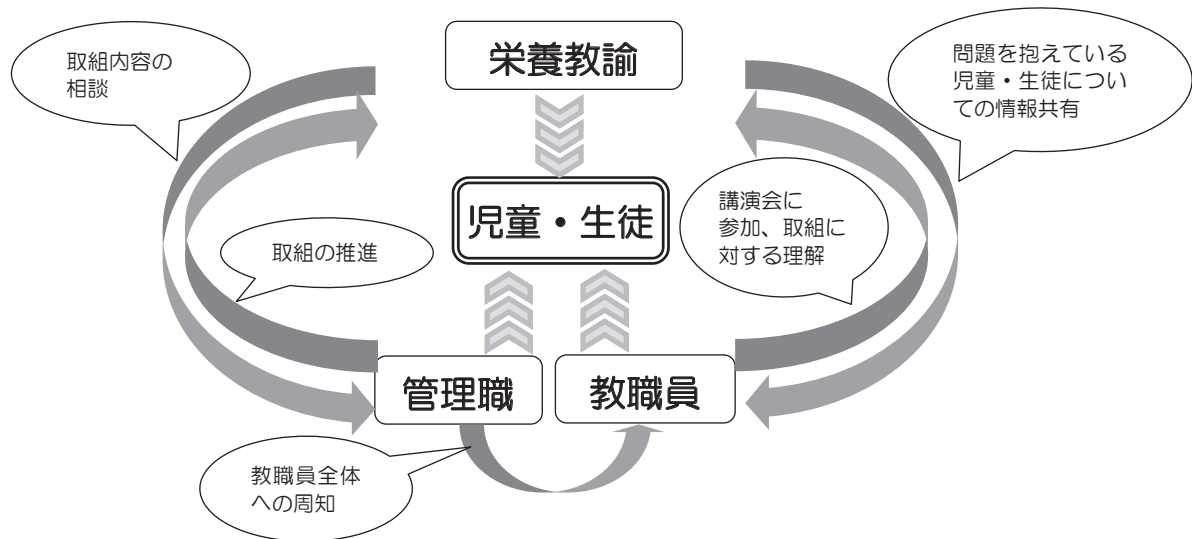 取組内容の
相談
栄養教諭
問題を抱えている
児童・生徒につい
ての情報共有
児童・生徒
講演会に
参加、取組に
対する理解
取組の推進
管理職
教職員
教職員全体
への周知